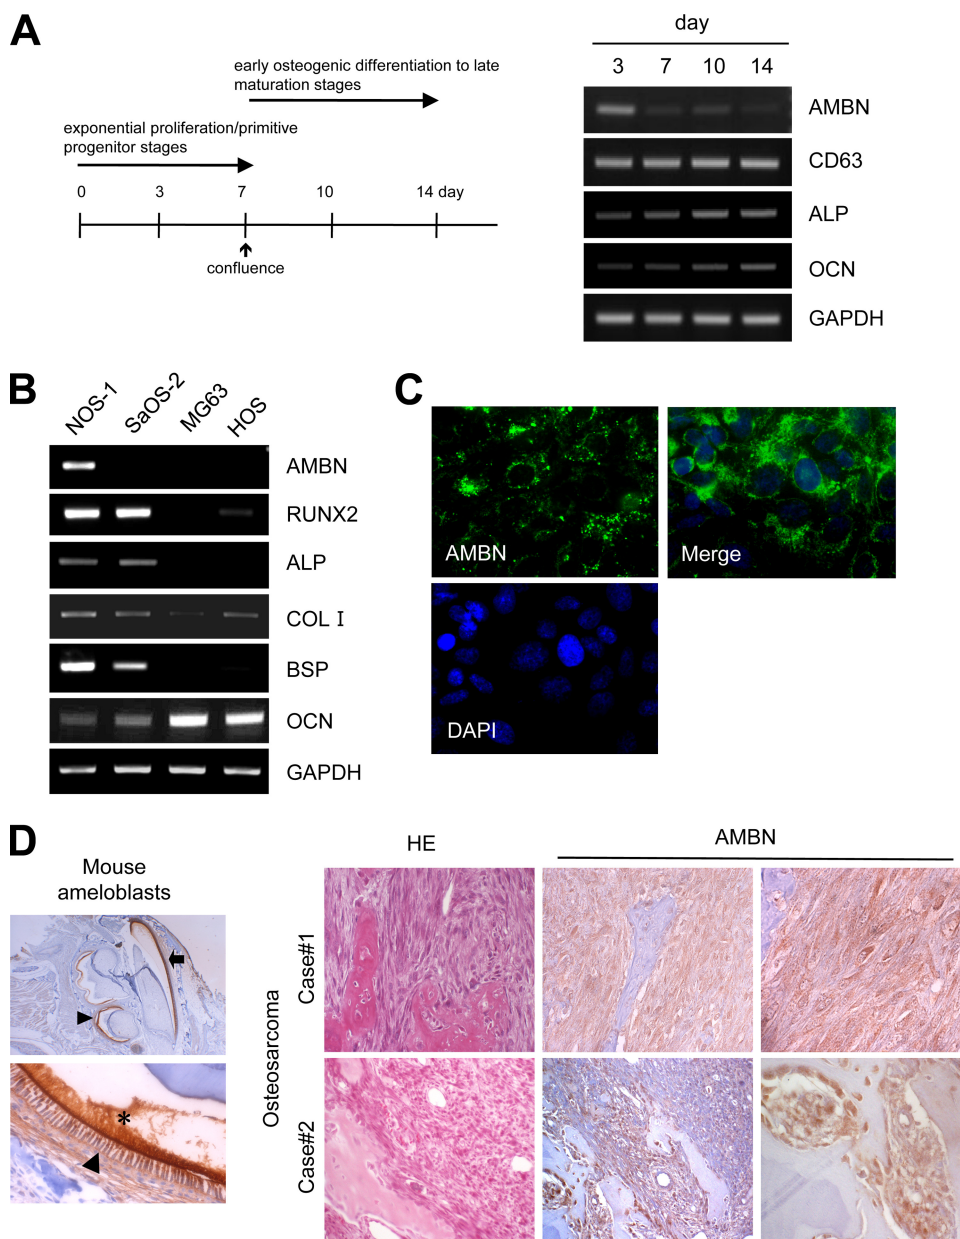 A
early osteogenic differentiation to late
maturation stages
exponential proliferation/primitive
progenitor stages
0 3 7 10 14 day
confluence
day
3 7 10 14
AMBN
CD63
ALP
OCN
GAPDH
B
NOS-1 SaOS-2 MG63 HOS
AMBN
RUNX2
ALP
COL I
BSP
OCN
GAPDH
C
AMBN
Merge
DAPI
D
Mouse
ameloblasts
*
HE
AMBN
Osteosarcoma
Case#1
Case#2